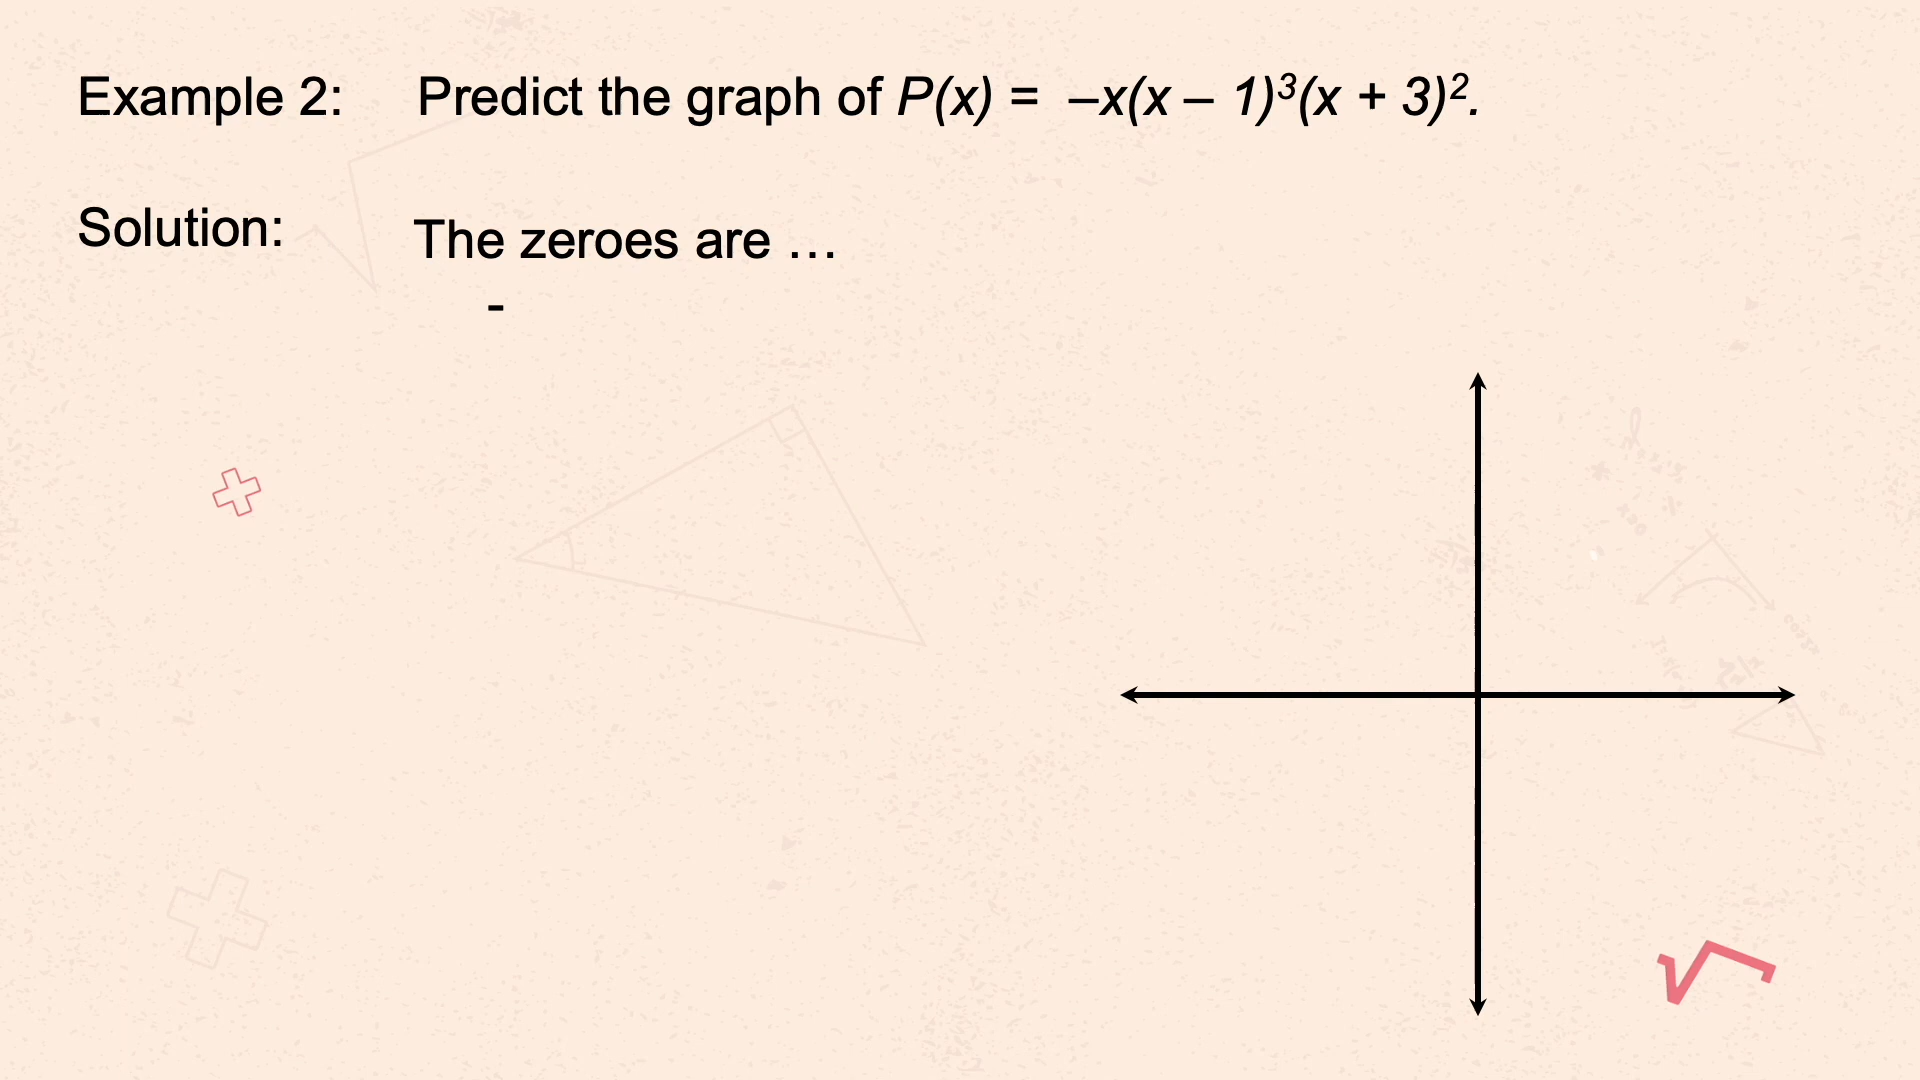 Example 2: Predict the graph of P(x) = –x(x – 1)³(x + 3)².
Solution: The zeroes are …
-